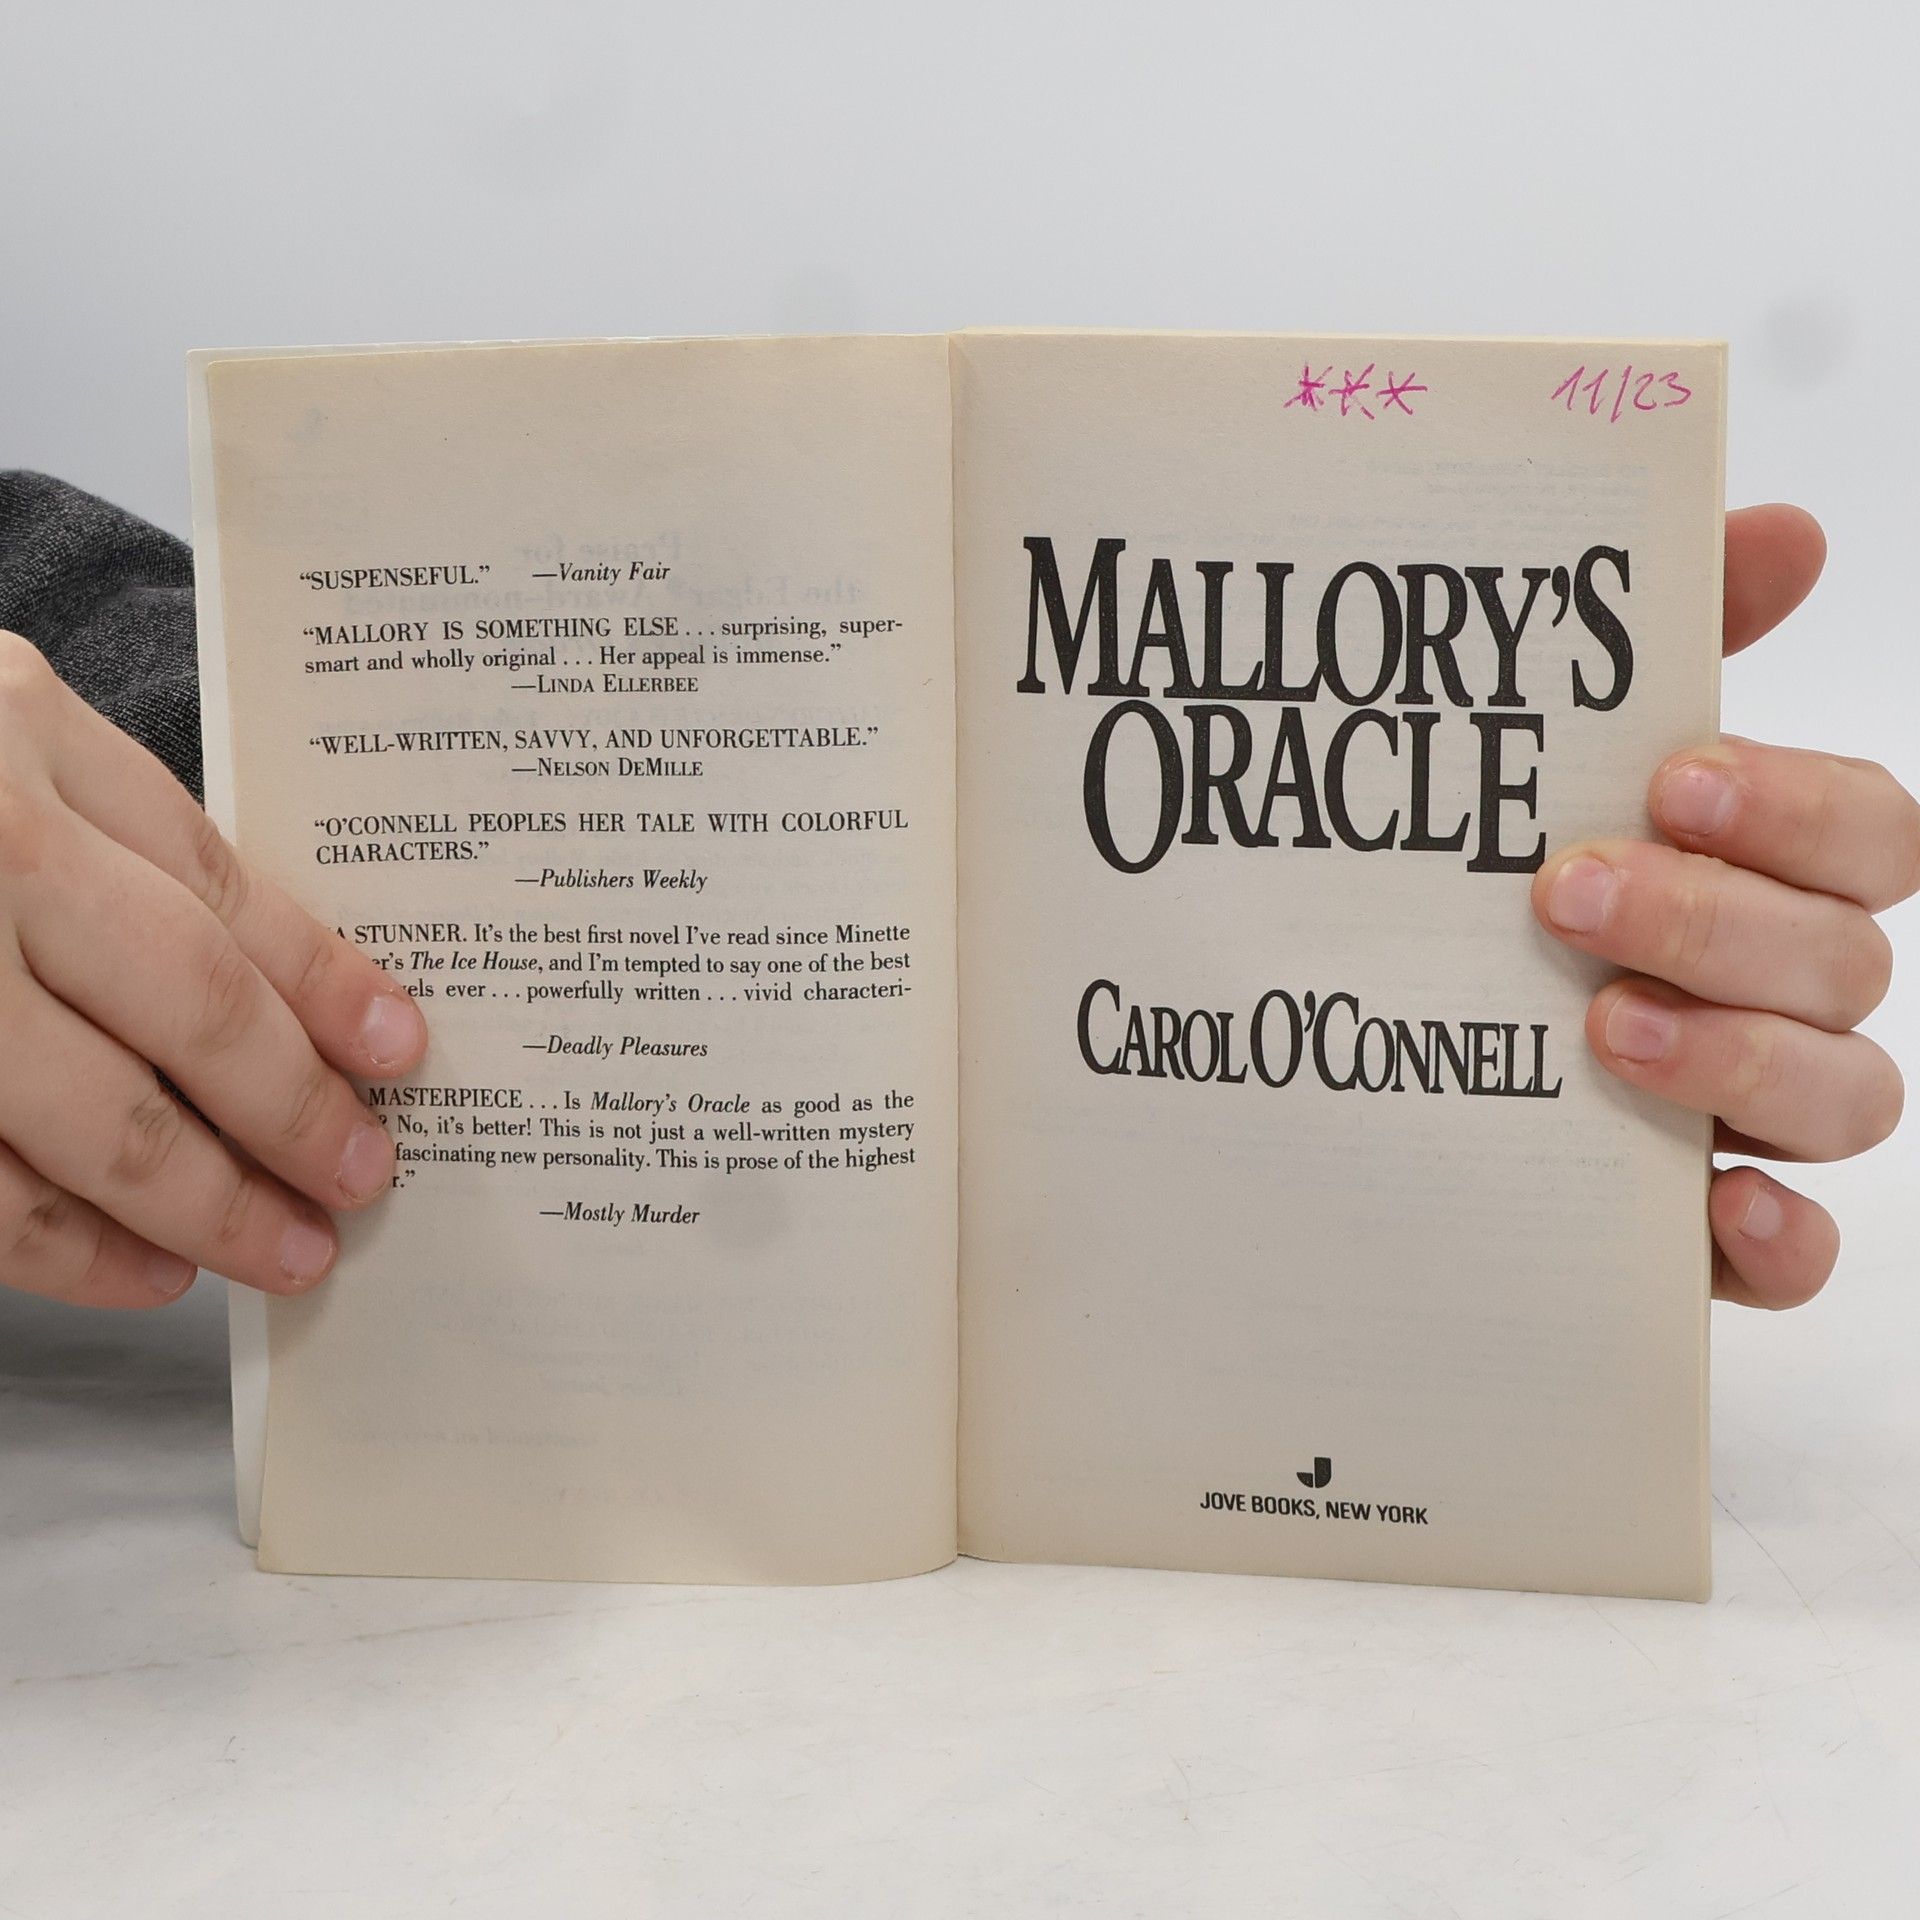 “SUSPENSEFUL.” —Vanity Fair
“MALLORY IS SOMETHING ELSE . . . surprising, super-
smart and wholly original . . . Her appeal is immense.”
—LINDA ELLERBEE
“WELL-WRITTEN, SAVVY, AND UNFORGETTABLE.”
—NELSON DEMILLE
“O’CONNELL PEOPLES HER TALE WITH COLORFUL
CHARACTERS.”
—Publishers Weekly
A STUNNER. It’s the best first novel I’ve read since Minette
The Ice House, and I’m tempted to say one of the best
ever . . . powerfully written . . . vivid characteri-
—Deadly Pleasures
MASTERPIECE . . . Is Mallory’s Oracle as good as the
No, it’s better! This is not just a well-written mystery
fascinating new personality. This is prose of the highest
—Mostly Murder
*** 11/23
MALLORY’S
ORACLE
CAROL O’CONNELL
JOVE BOOKS, NEW YORK